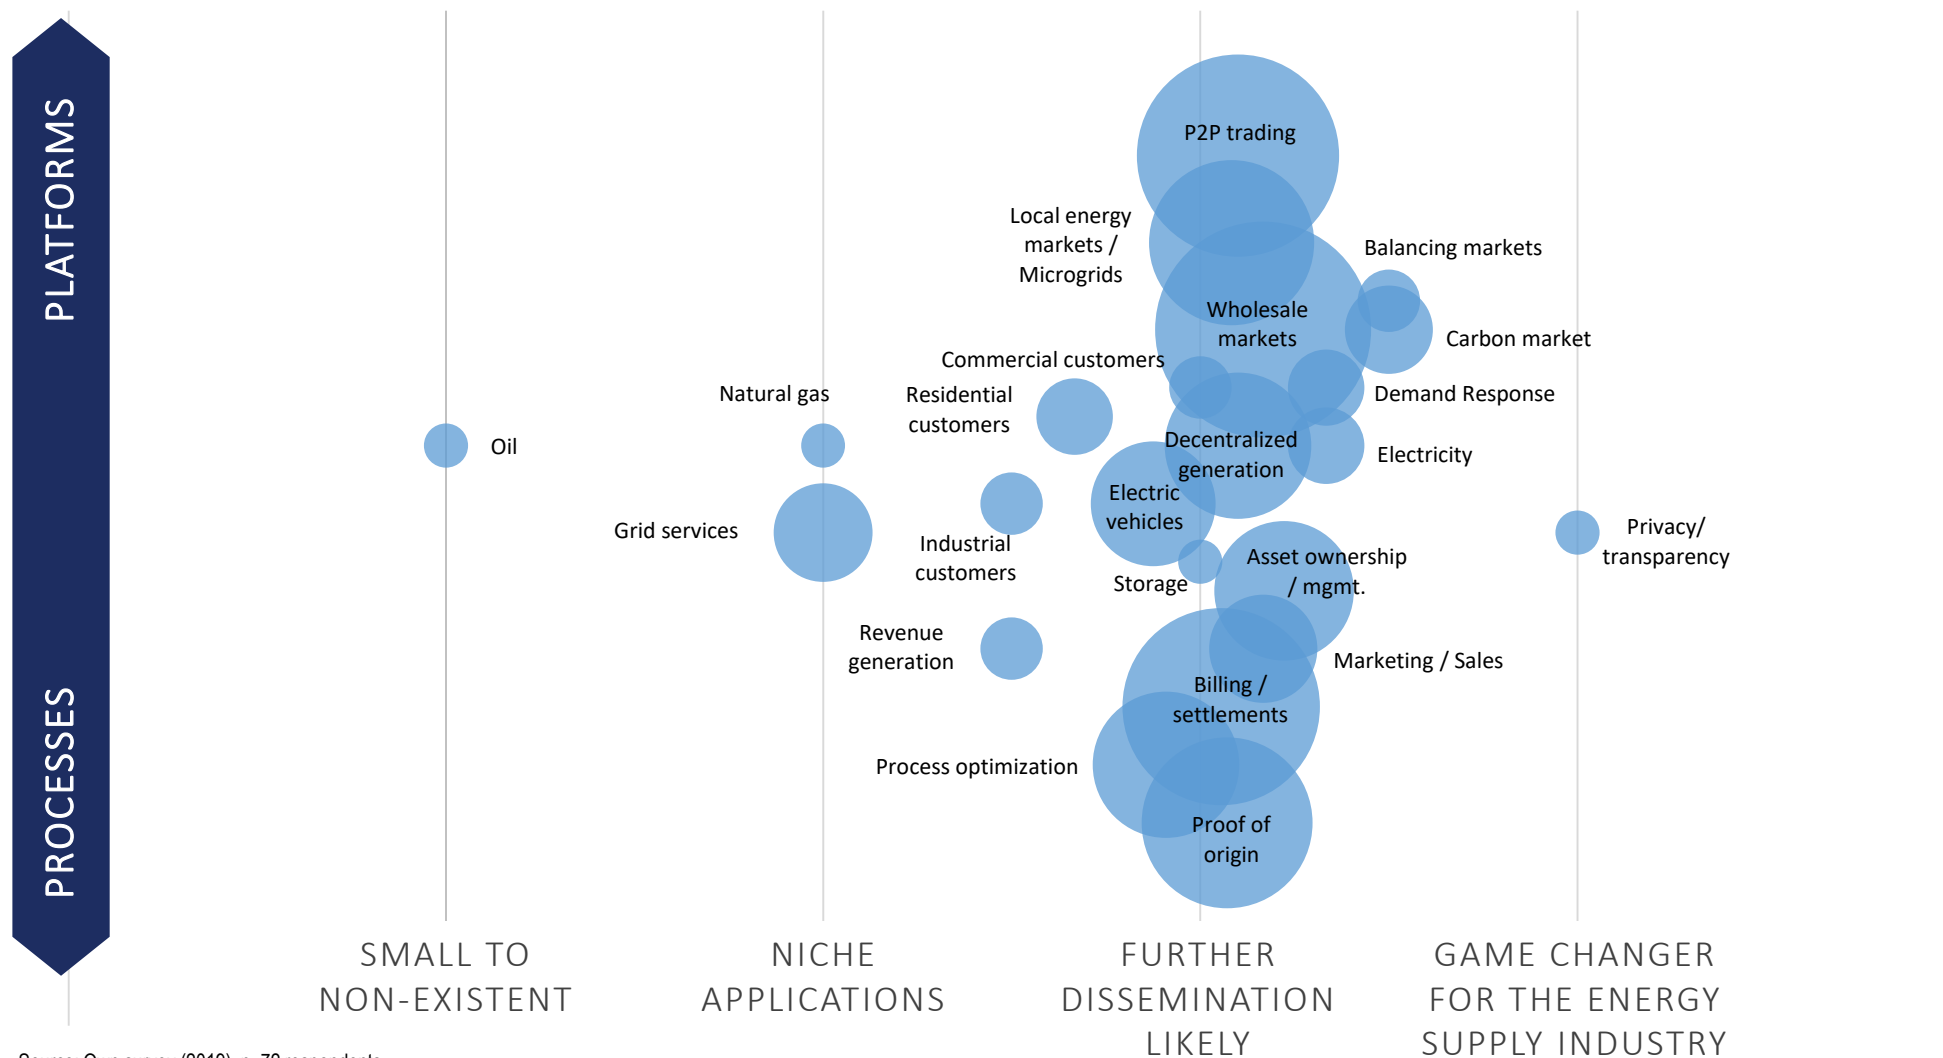 PLATFORMS
PROCESSES
P2P trading
Local energy
markets /
Microgrids
Balancing markets
Wholesale
markets
Carbon market
Commercial customers
Natural gas
Residential
customers
Demand Response
Oil
Decentralized
generation
Electricity
Electric
vehicles
Grid services
Industrial
customers
Privacy/
transparency
Asset ownership
/ mgmt.
Storage
Revenue
generation
Marketing / Sales
Billing /
settlements
Process optimization
Proof of
origin
SMALL TO
NON-EXISTENT
NICHE
APPLICATIONS
FURTHER
DISSEMINATION
LIKELY
GAME CHANGER
FOR THE ENERGY
SUPPLY INDUSTRY